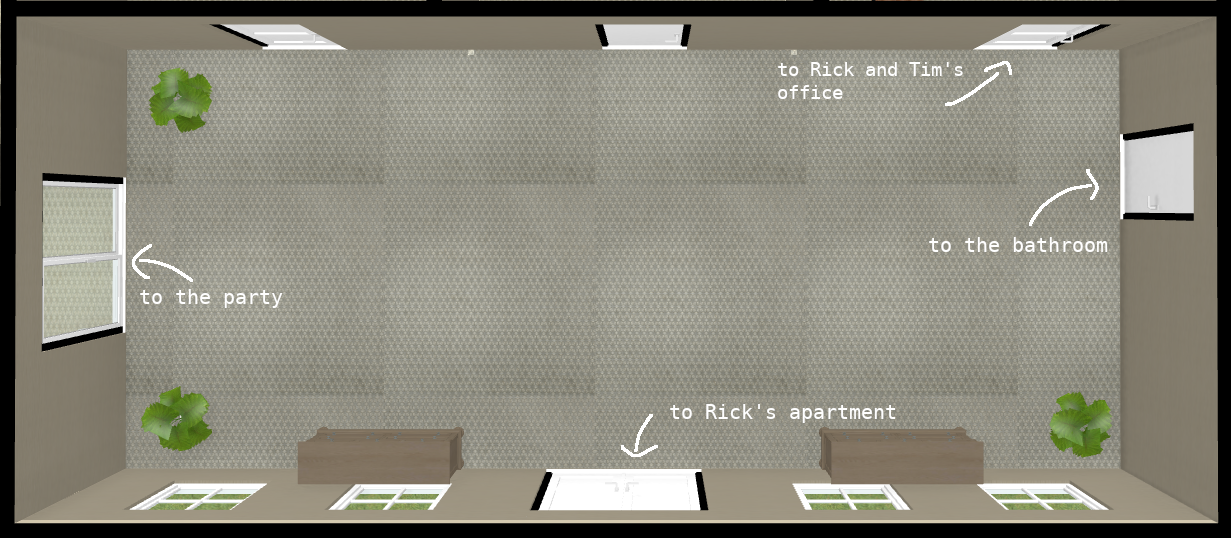 to Rick and Tim's
office
to the bathroom
to the party
to Rick's apartment